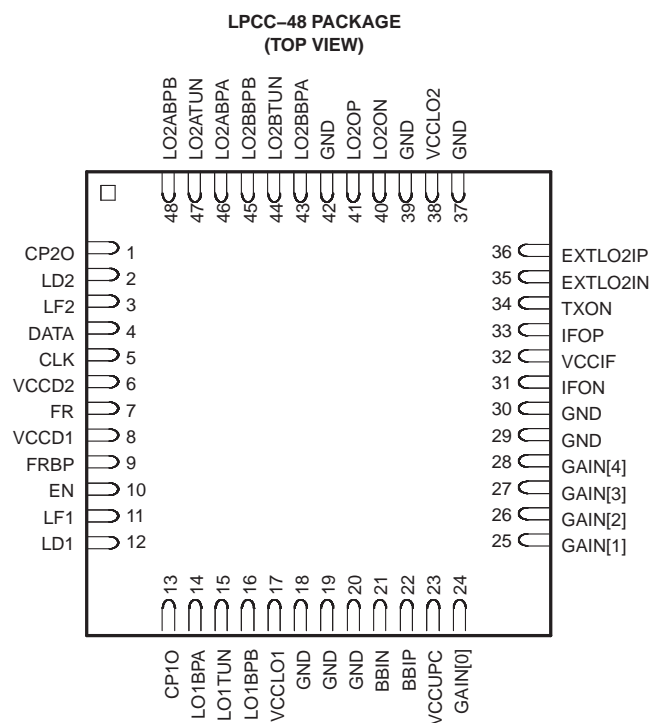 LPCC−48 PACKAGE
(TOP VIEW)
LO2ABPB
LO2ATUN
LO2ABPA
LO2BBPB
LO2BTUN
LO2BBPA
GND
LO2OP
LO2ON
GND
VCCLO2
GND
48
47
46
45
44
43
42
41
40
39
38
37
CP2O 1
LD2 2
LF2 3
DATA 4
CLK 5
VCCD2 6
FR 7
VCCD1 8
FRBP 9
EN 10
LF1 11
LD1 12
36 EXTLO2IP
35 EXTLO2IN
34 TXON
33 IFOP
32 VCCIF
31 IFON
30 GND
29 GND
28 GAIN[4]
27 GAIN[3]
26 GAIN[2]
25 GAIN[1]
13
14
15
16
17
18
19
20
21
22
23
24
CP1O
LO1BPA
LO1TUN
LO1BPB
VCCLO1
GND
GND
GND
BBIN
BBIP
VCCUPC
GAIN[0]